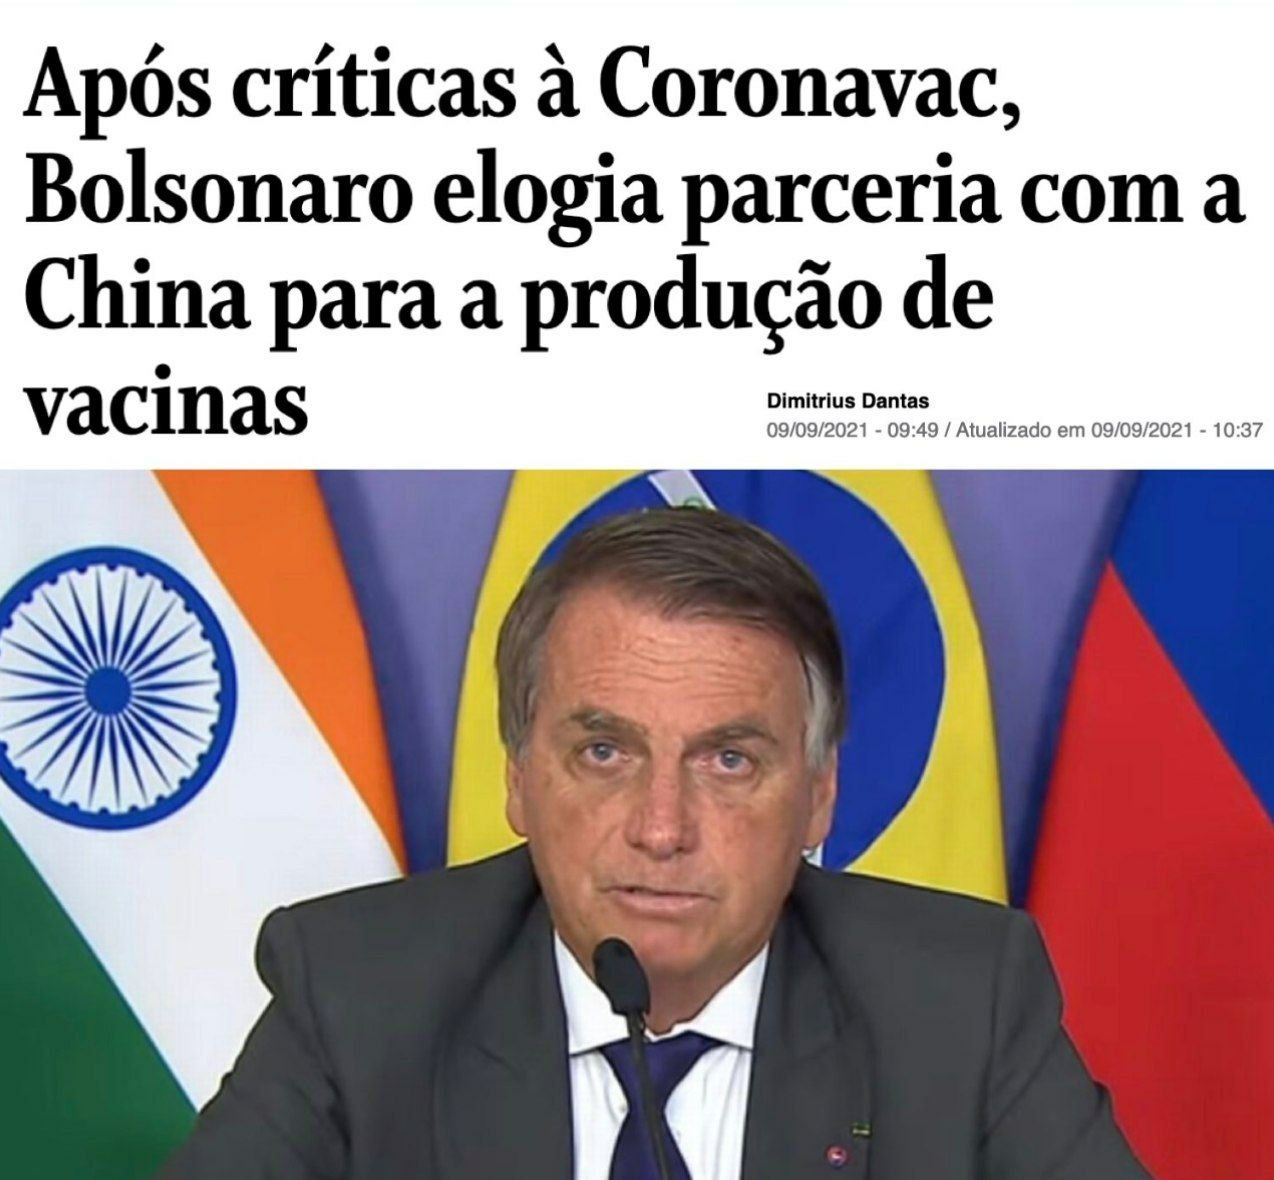 Após críticas à Coronavac,
Bolsonaro elogia parceria com a
China para a produção de
vacinas
Dimitrius Dantas
09/09/2021 - 09:49 / Atualizado em 09/09/2021 - 10:37